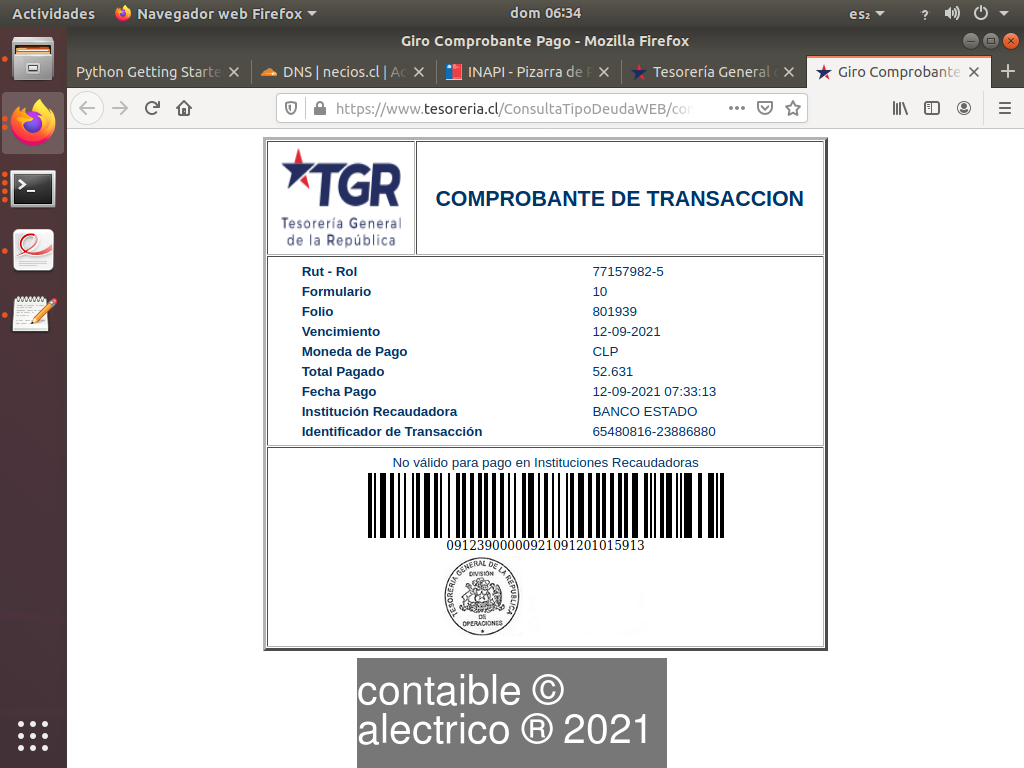 Actividades
Navegador web Firefox
dom 06:34
es₂
Giro Comprobante Pago - Mozilla Firefox
Python Getting Starte
DNS | necios.cl | Ac
INAPI - Pizarra de P
Tesorería General d
Giro Comprobante
https://www.tesoreria.cl/ConsultaTipoDeudaWEB/co
TGR
Tesorería General
de la República
COMPROBANTE DE TRANSACCION
Rut - Rol 77157982-5
Formulario 10
Folio 801939
Vencimiento 12-09-2021
Moneda de Pago CLP
Total Pagado 52.631
Fecha Pago 12-09-2021 07:33:13
Institución Recaudadora BANCO ESTADO
Identificador de Transacción 65480816-23886880
No válido para pago en Instituciones Recaudadoras
09123900000921091201015913
TESORERIA GENERAL DE LA REPUBLICA
DIVISIÓN
DE
OPERACIONES
contaible ©
alectrico ® 2021